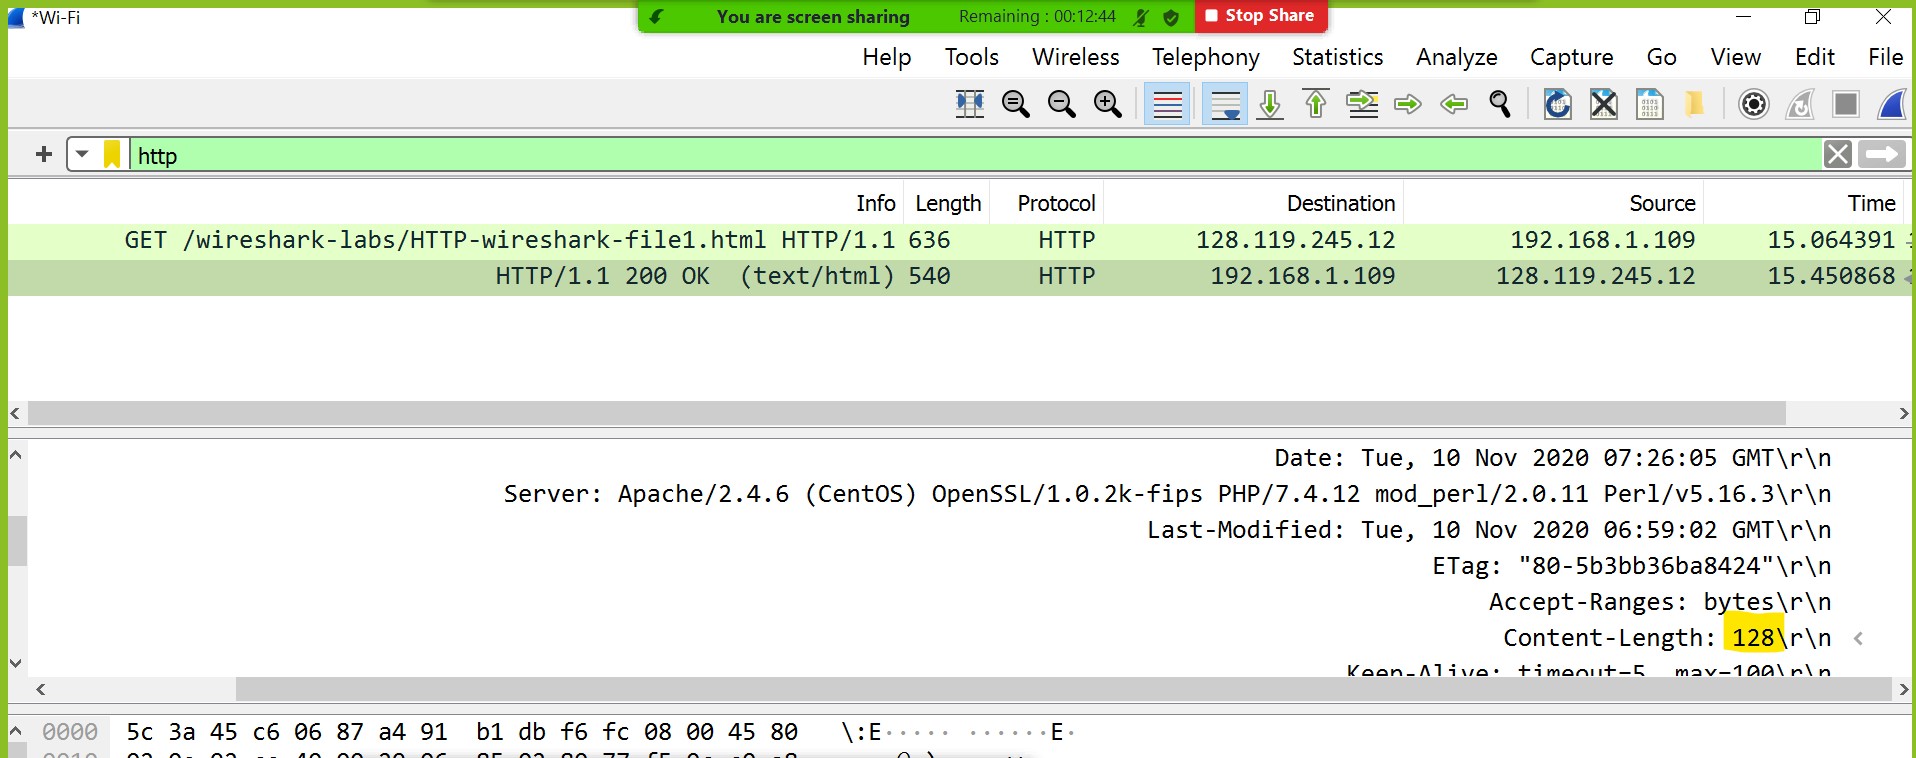 *Wi-Fi
You are screen sharing Remaining : 00:12:44 Stop Share
Help Tools Wireless Telephony Statistics Analyze Capture Go View Edit File
http
Info Length Protocol Destination Source Time
GET /wireshark-labs/HTTP-wireshark-file1.html HTTP/1.1 636 HTTP 128.119.245.12 192.168.1.109 15.064391
HTTP/1.1 200 OK (text/html) 540 HTTP 192.168.1.109 128.119.245.12 15.450868
Date: Tue, 10 Nov 2020 07:26:05 GMT\r\n
Server: Apache/2.4.6 (CentOS) OpenSSL/1.0.2k-fips PHP/7.4.12 mod_perl/2.0.11 Perl/v5.16.3\r\n
Last-Modified: Tue, 10 Nov 2020 06:59:02 GMT\r\n
ETag: "80-5b3bb36ba8424"\r\n
Accept-Ranges: bytes\r\n
Content-Length: 128\r\n
Keep-Alive: timeout=5, max=100\r\n
0000 5c 3a 45 c6 06 87 a4 91 b1 db f6 fc 08 00 45 80 \:E····· ······E·